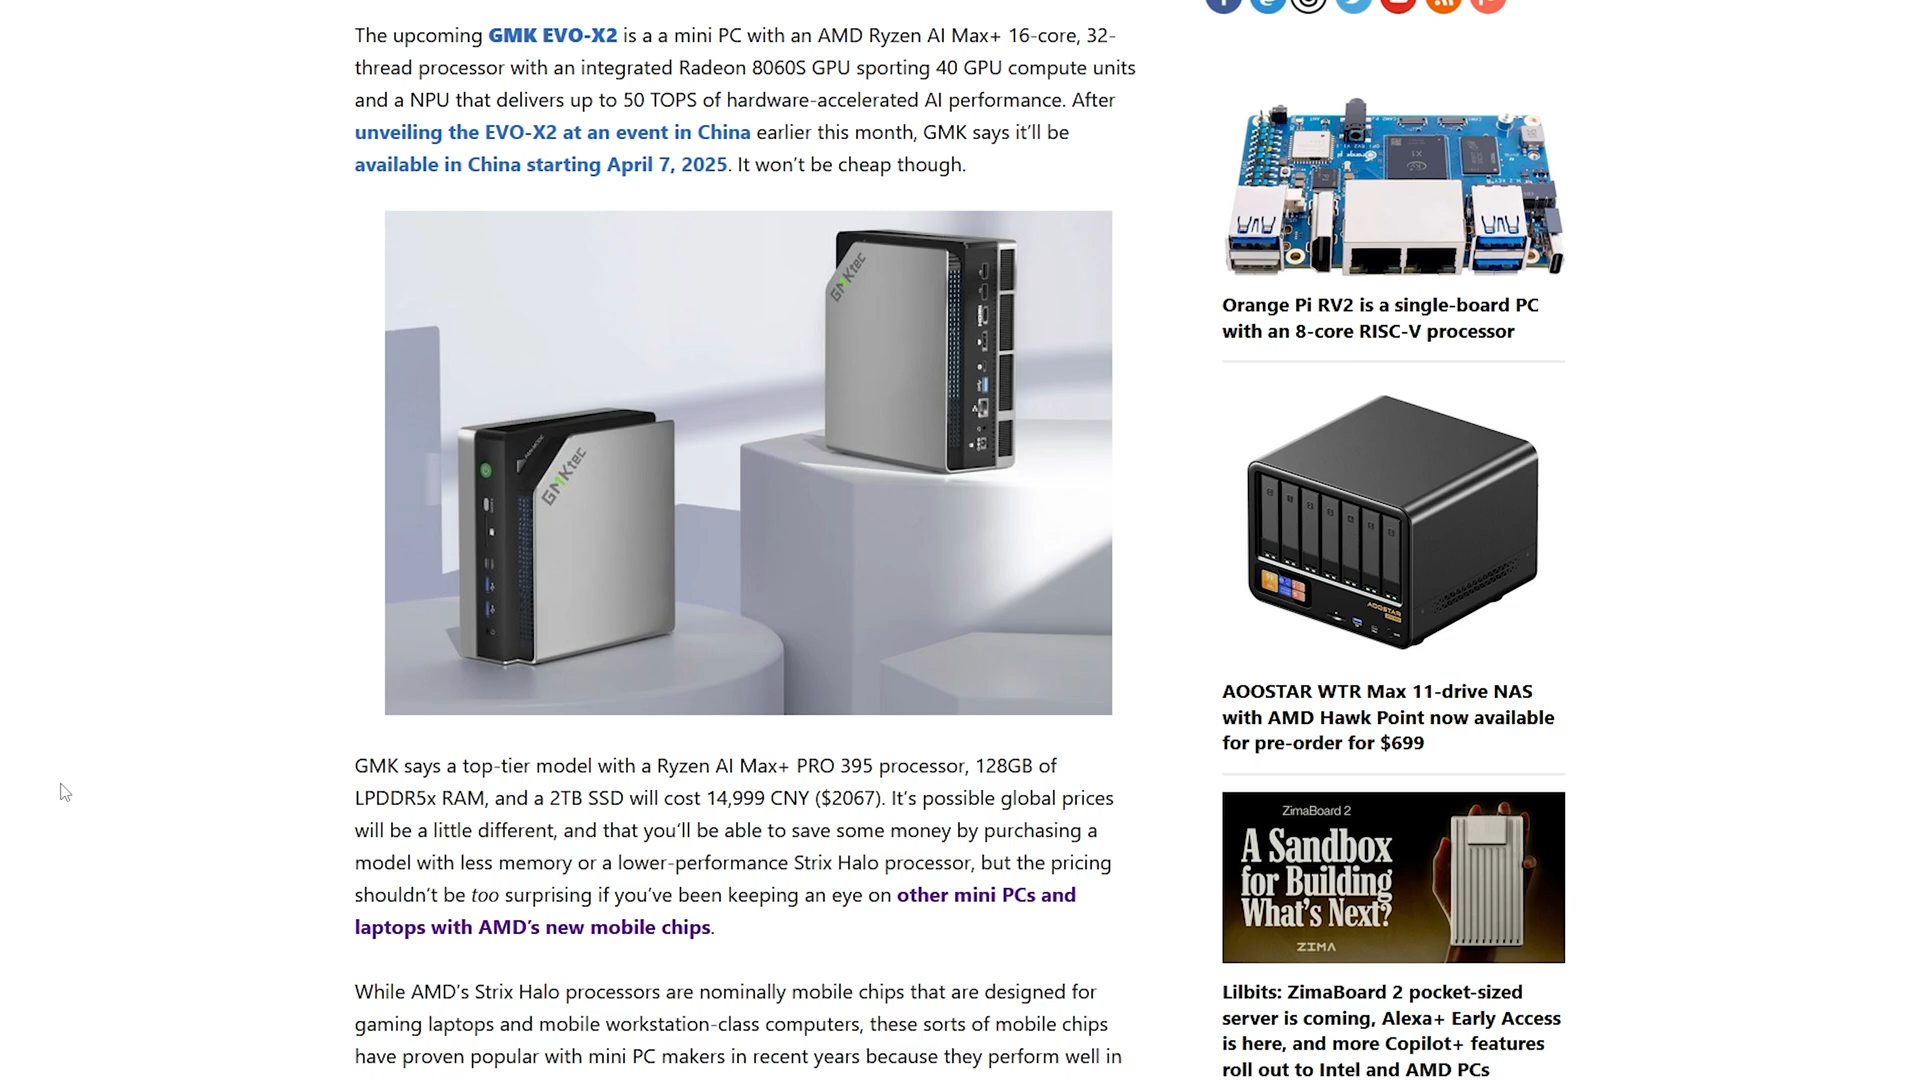 The upcoming GMK EVO-X2 is a a mini PC with an AMD Ryzen AI Max+ 16-core, 32-
thread processor with an integrated Radeon 8060S GPU sporting 40 GPU compute units
and a NPU that delivers up to 50 TOPS of hardware-accelerated AI performance. After
unveiling the EVO-X2 at an event in China earlier this month, GMK says it’ll be
available in China starting April 7, 2025. It won’t be cheap though.
GMKtec
GMKtec
GMK says a top-tier model with a Ryzen AI Max+ PRO 395 processor, 128GB of
LPDDR5x RAM, and a 2TB SSD will cost 14,999 CNY ($2067). It’s possible global prices
will be a little different, and that you’ll be able to save some money by purchasing a
model with less memory or a lower-performance Strix Halo processor, but the pricing
shouldn’t be too surprising if you’ve been keeping an eye on other mini PCs and
laptops with AMD’s new mobile chips.
While AMD’s Strix Halo processors are nominally mobile chips that are designed for
gaming laptops and mobile workstation-class computers, these sorts of mobile chips
have proven popular with mini PC makers in recent years because they perform well in
X1
Orange Pi RV2 is a single-board PC
with an 8-core RISC-V processor
AOOSTAR
AOOSTAR WTR Max 11-drive NAS
with AMD Hawk Point now available
for pre-order for $699
ZimaBoard 2
A Sandbox
for Building
What’s Next?
ZIMA
Lilbits: ZimaBoard 2 pocket-sized
server is coming, Alexa+ Early Access
is here, and more Copilot+ features
roll out to Intel and AMD PCs